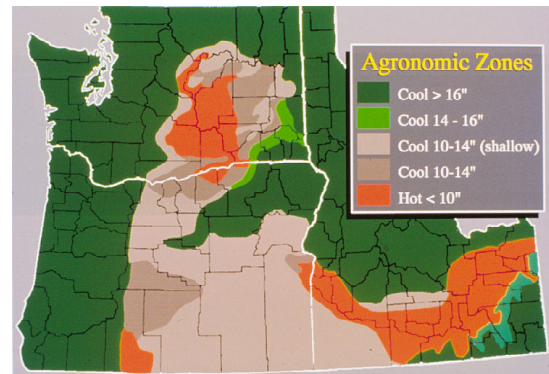 Agronomic Zones
Cool > 16"
Cool 14 - 16"
Cool 10-14" (shallow)
Cool 10-14"
Hot < 10"